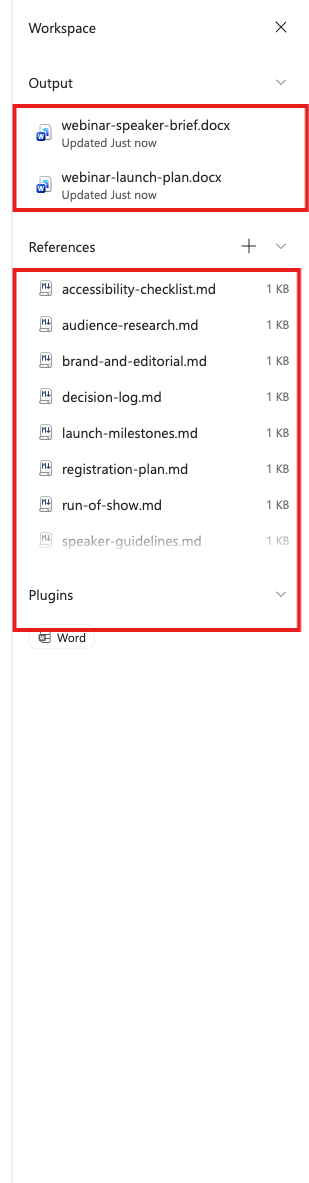 Workspace
Output
webinar-speaker-brief.docx
Updated Just now
webinar-launch-plan.docx
Updated Just now
References
accessibility-checklist.md 1 KB
audience-research.md 1 KB
brand-and-editorial.md 1 KB
decision-log.md 1 KB
launch-milestones.md 1 KB
registration-plan.md 1 KB
run-of-show.md 1 KB
speaker-guidelines.md 1 KB
Plugins
Word